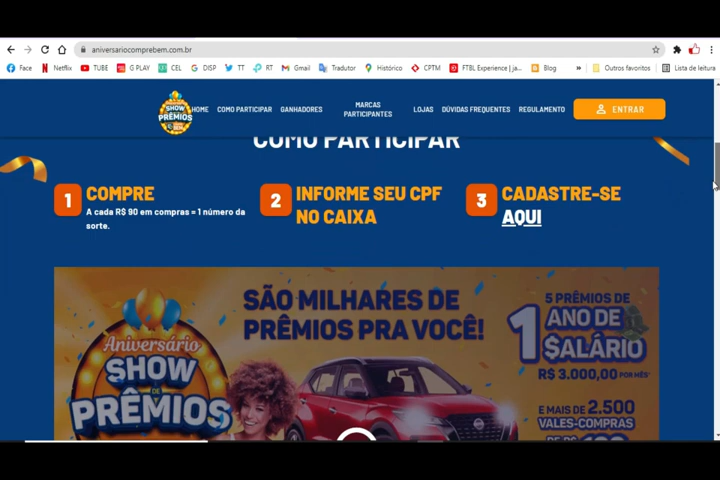 aniversariocomprebem.com.br
Face Netflix TUBE G PLAY CEL DISP TT RT Gmail Tradutor Histórico CPTM FTBL Experience | ja... Blog » Outros favoritos Lista de leitura
SHOW DE PRÊMIOS
HOME COMO PARTICIPAR GANHADORES MARCAS PARTICIPANTES LOJAS DÚVIDAS FREQUENTES REGULAMENTO ENTRAR
COMO PARTICIPAR
1 COMPRE
A cada R$ 90 em compras = 1 número da
sorte.
2 INFORME SEU CPF
NO CAIXA
3 CADASTRE-SE
AQUI
Aniversário
SHOW
DE
PRÊMIOS
SÃO MILHARES DE
PRÊMIOS PRA VOCÊ!
5 PRÊMIOS DE
1 ANO DE
$ALÁRIO
R$ 3.000,00 POR MÊS*
E MAIS DE 2.500
VALES-COMPRAS